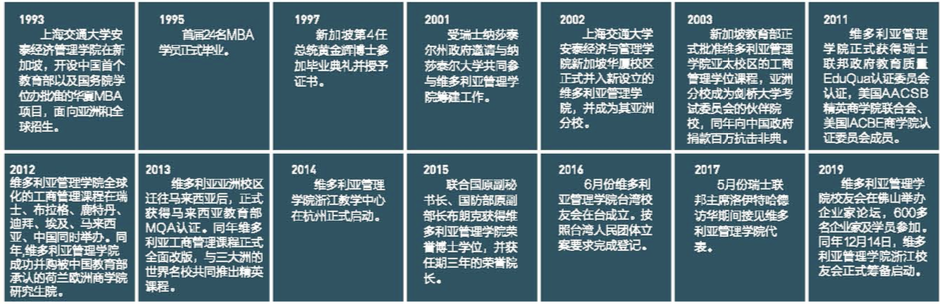 1993
上海交通大学安
泰经济管理学院在新
加坡，开设中国首个
教育部以及国务院学
位办批准的华夏MBA
项目，面向亚洲和全
球招生。
1995
首届24名MBA
学员正式毕业。
1997
新加坡第4任
总统黄金辉博士参
加毕业典礼并授予
证书。
2001
受瑞士纳莎泰
尔州政府邀请与纳
莎泰尔大学共同参
与维多利亚管理学
院筹建工作。
2002
上海交通大学
安泰经济与管理学
院新加坡华厦校区
正式并入新设立的
维多利亚管理学
院，并成为其亚洲
分校。
2003
新加坡教育部正
式批准维多利亚管理
学院亚太校区的工商
管理学位课程，亚洲
分校成为剑桥大学考
试委员会的伙伴院
校，同年向中国政府
捐款百万抗击非典。
2011
维多利亚管理
学院正式获得瑞士
联邦政府教育质量
EduQua认证委员会
认证，美国AACSB
精英商学院联合会、
美国IACBE商学院认
证委员会成员。
2012
维多利亚管理学院全球
化的工商管理课程在瑞
士、布拉格、鹿特丹、
迪拜、埃及、马来西
亚、中国同时举办。同
年,维多利亚管理学院
成功并购被中国教育部
承认的荷兰欧洲商学院
研究生院。
2013
维多利亚亚洲校区
迁往马来西亚后，正式
获得马来西亚教育部
MQA认证。同年维多
利亚工商管理课程正式
全面改版，与三大洲的
世界名校共同推出精英
课程。
2014
维多利亚管理
学院浙江教学中心
在杭州正式启动。
2015
联合国原副秘
书长、国防部原副
部长布朗克获得维
多利亚管理学院荣
誉博士学位，并获
任期三年的荣誉院
长。
2016
6月份维多利
亚管理学院台湾校
友会在台成立。按
照台湾人民团体立
案要求完成登记。
2017
5月份瑞士联
邦主席洛伊特哈德
访华期间接见维多
利亚管理学院代
表。
2019
维多利亚管理学
院校友会在佛山举办
企业家论坛，600多
名企业家及学员参加。
同年12月14日，维多
利亚管理学院浙江校
友会正式筹备启动。